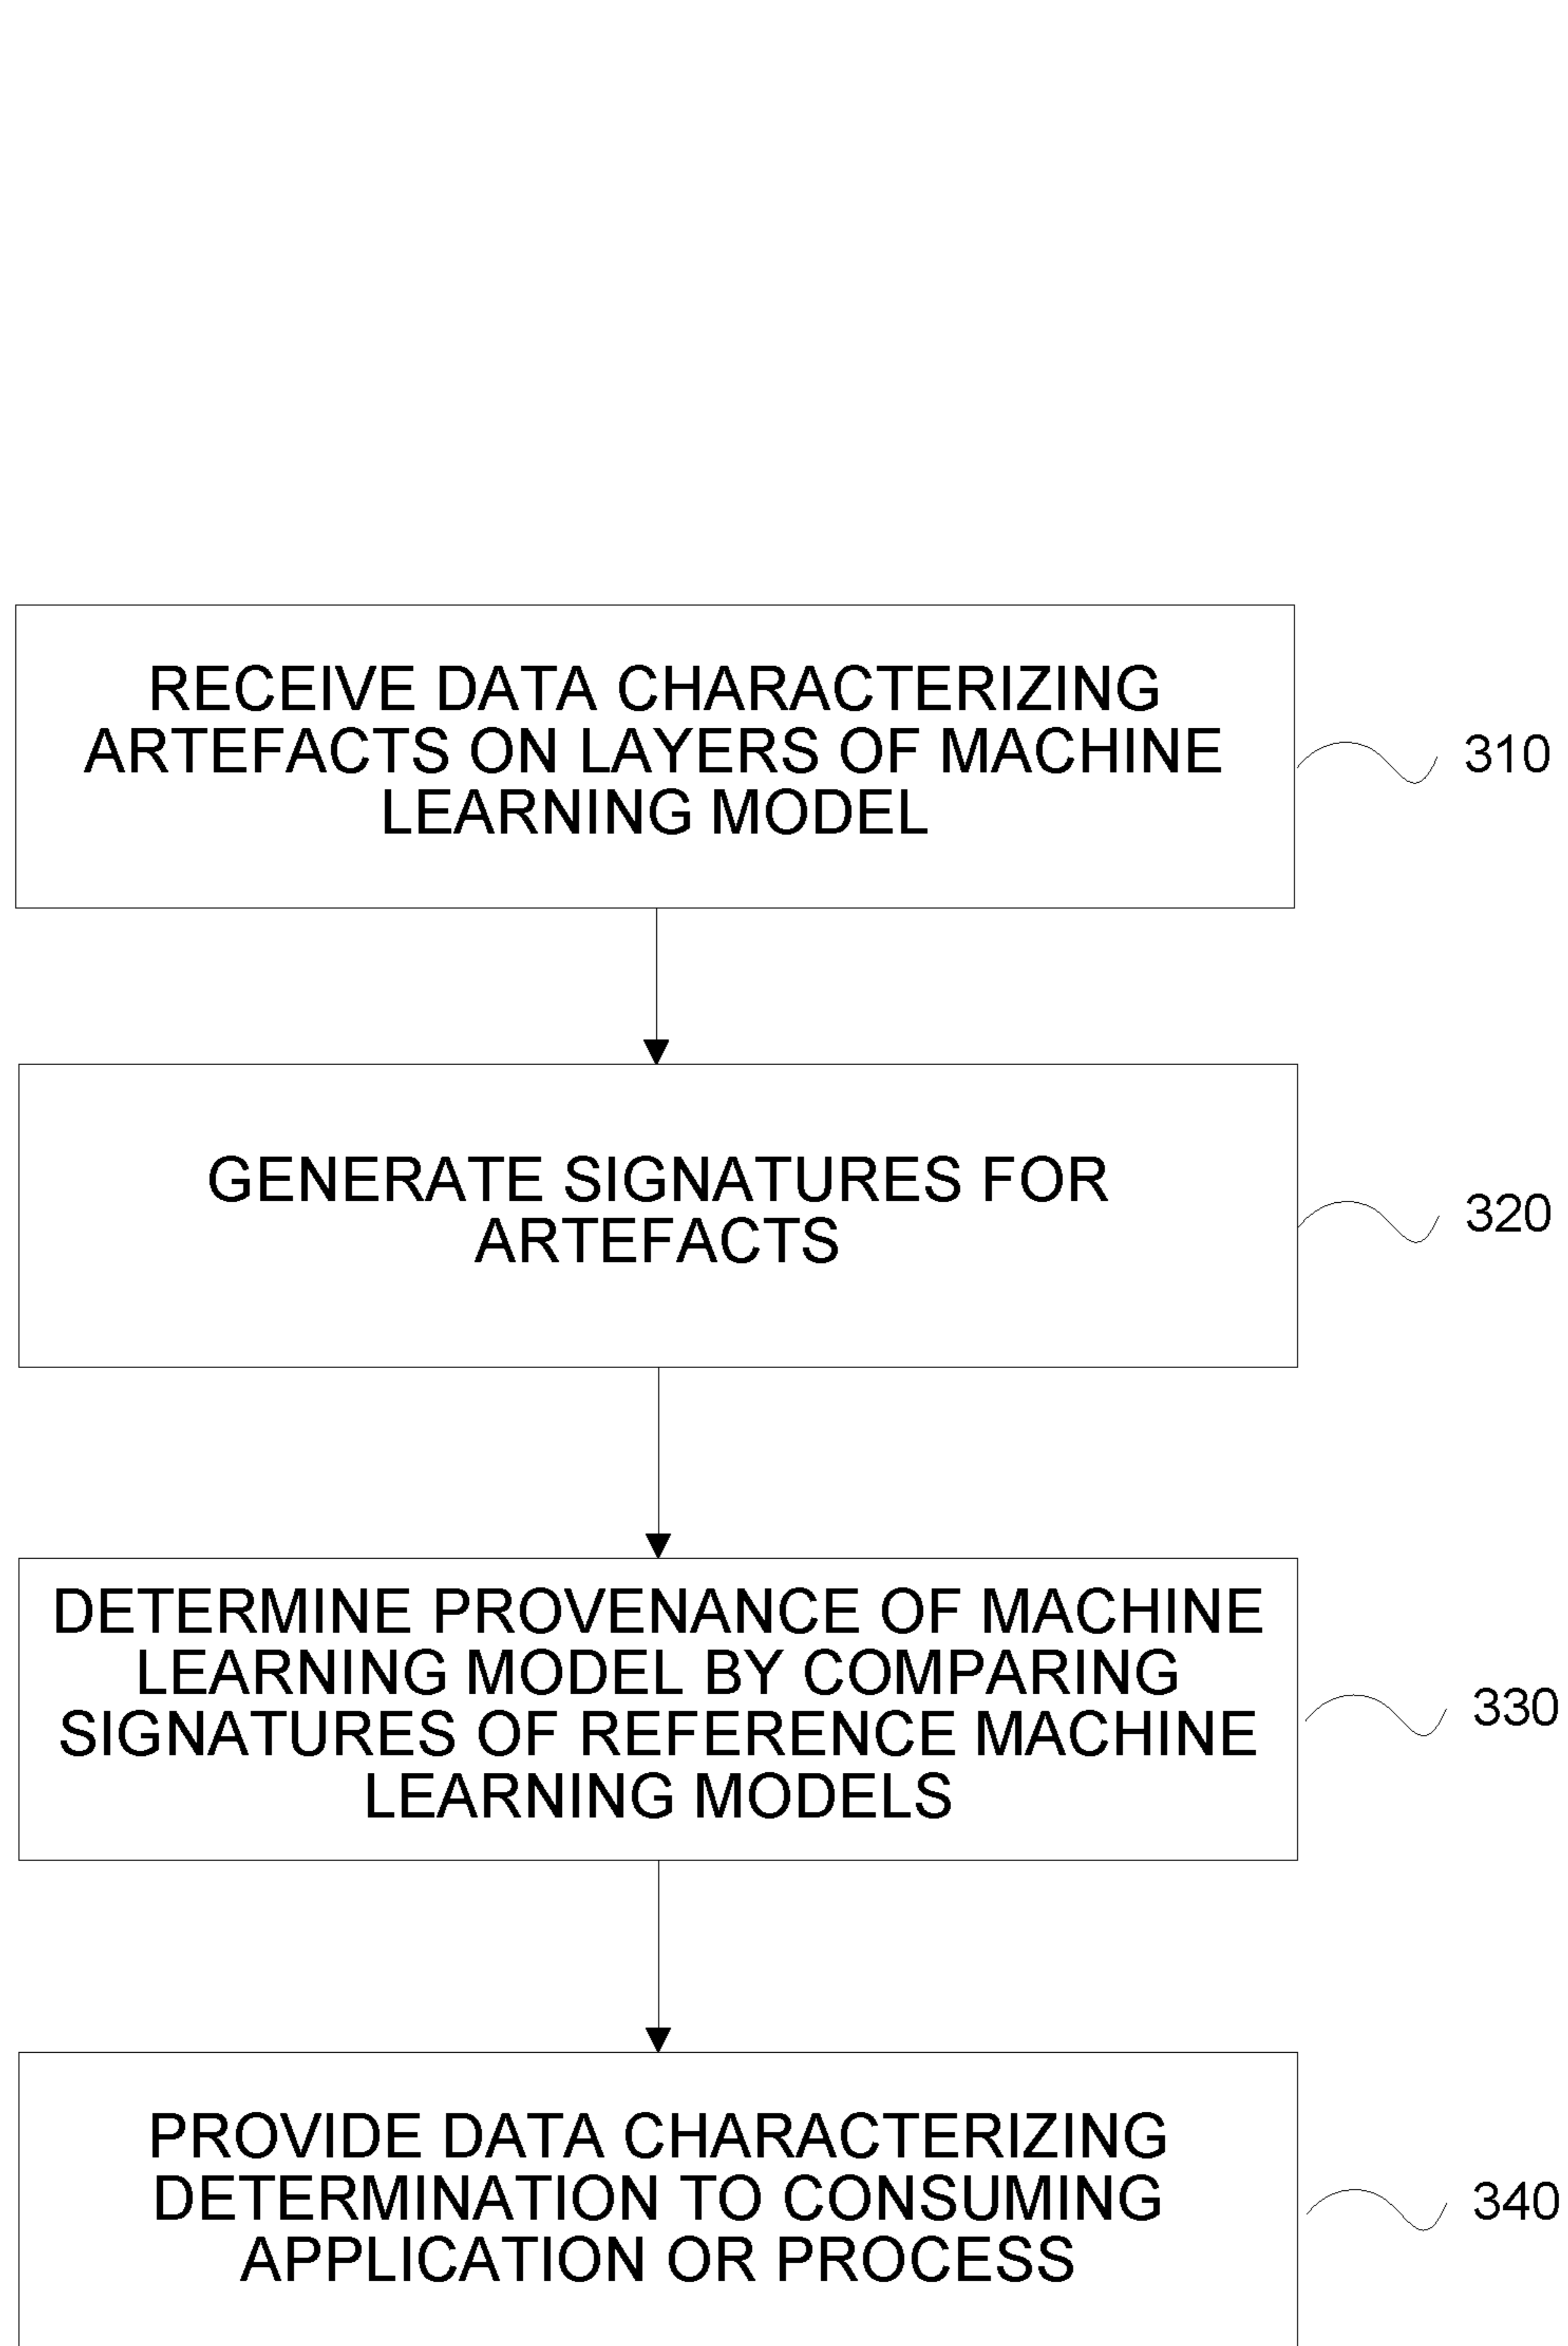 RECEIVE DATA CHARACTERIZING
ARTEFACTS ON LAYERS OF MACHINE
LEARNING MODEL
310
GENERATE SIGNATURES FOR
ARTEFACTS
320
DETERMINE PROVENANCE OF MACHINE
LEARNING MODEL BY COMPARING
SIGNATURES OF REFERENCE MACHINE
LEARNING MODELS
330
PROVIDE DATA CHARACTERIZING
DETERMINATION TO CONSUMING
APPLICATION OR PROCESS
340